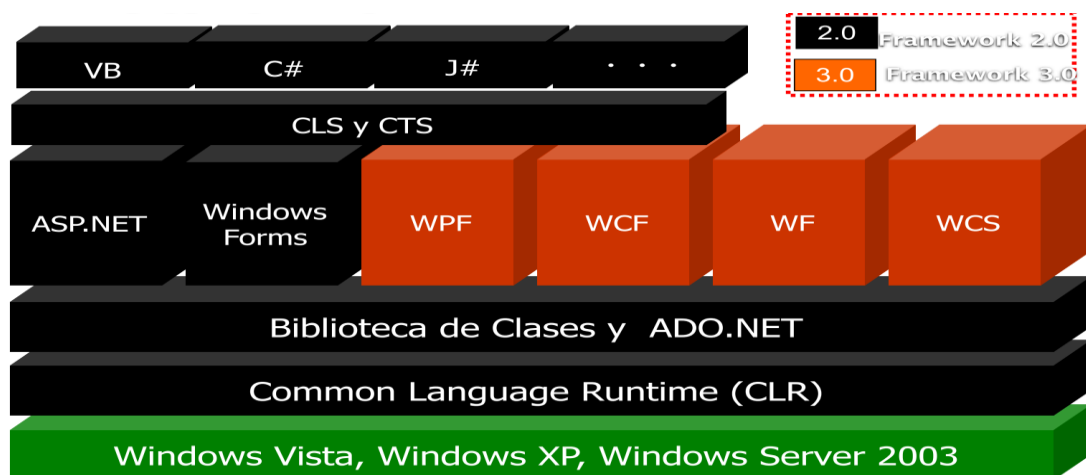 2.0 Framework 2.0
3.0 Framework 3.0
VB C# J# . . .
CLS y CTS
ASP.NET
Windows
Forms
WPF
WCF
WF
WCS
Biblioteca de Clases y ADO.NET
Common Language Runtime (CLR)
Windows Vista, Windows XP, Windows Server 2003